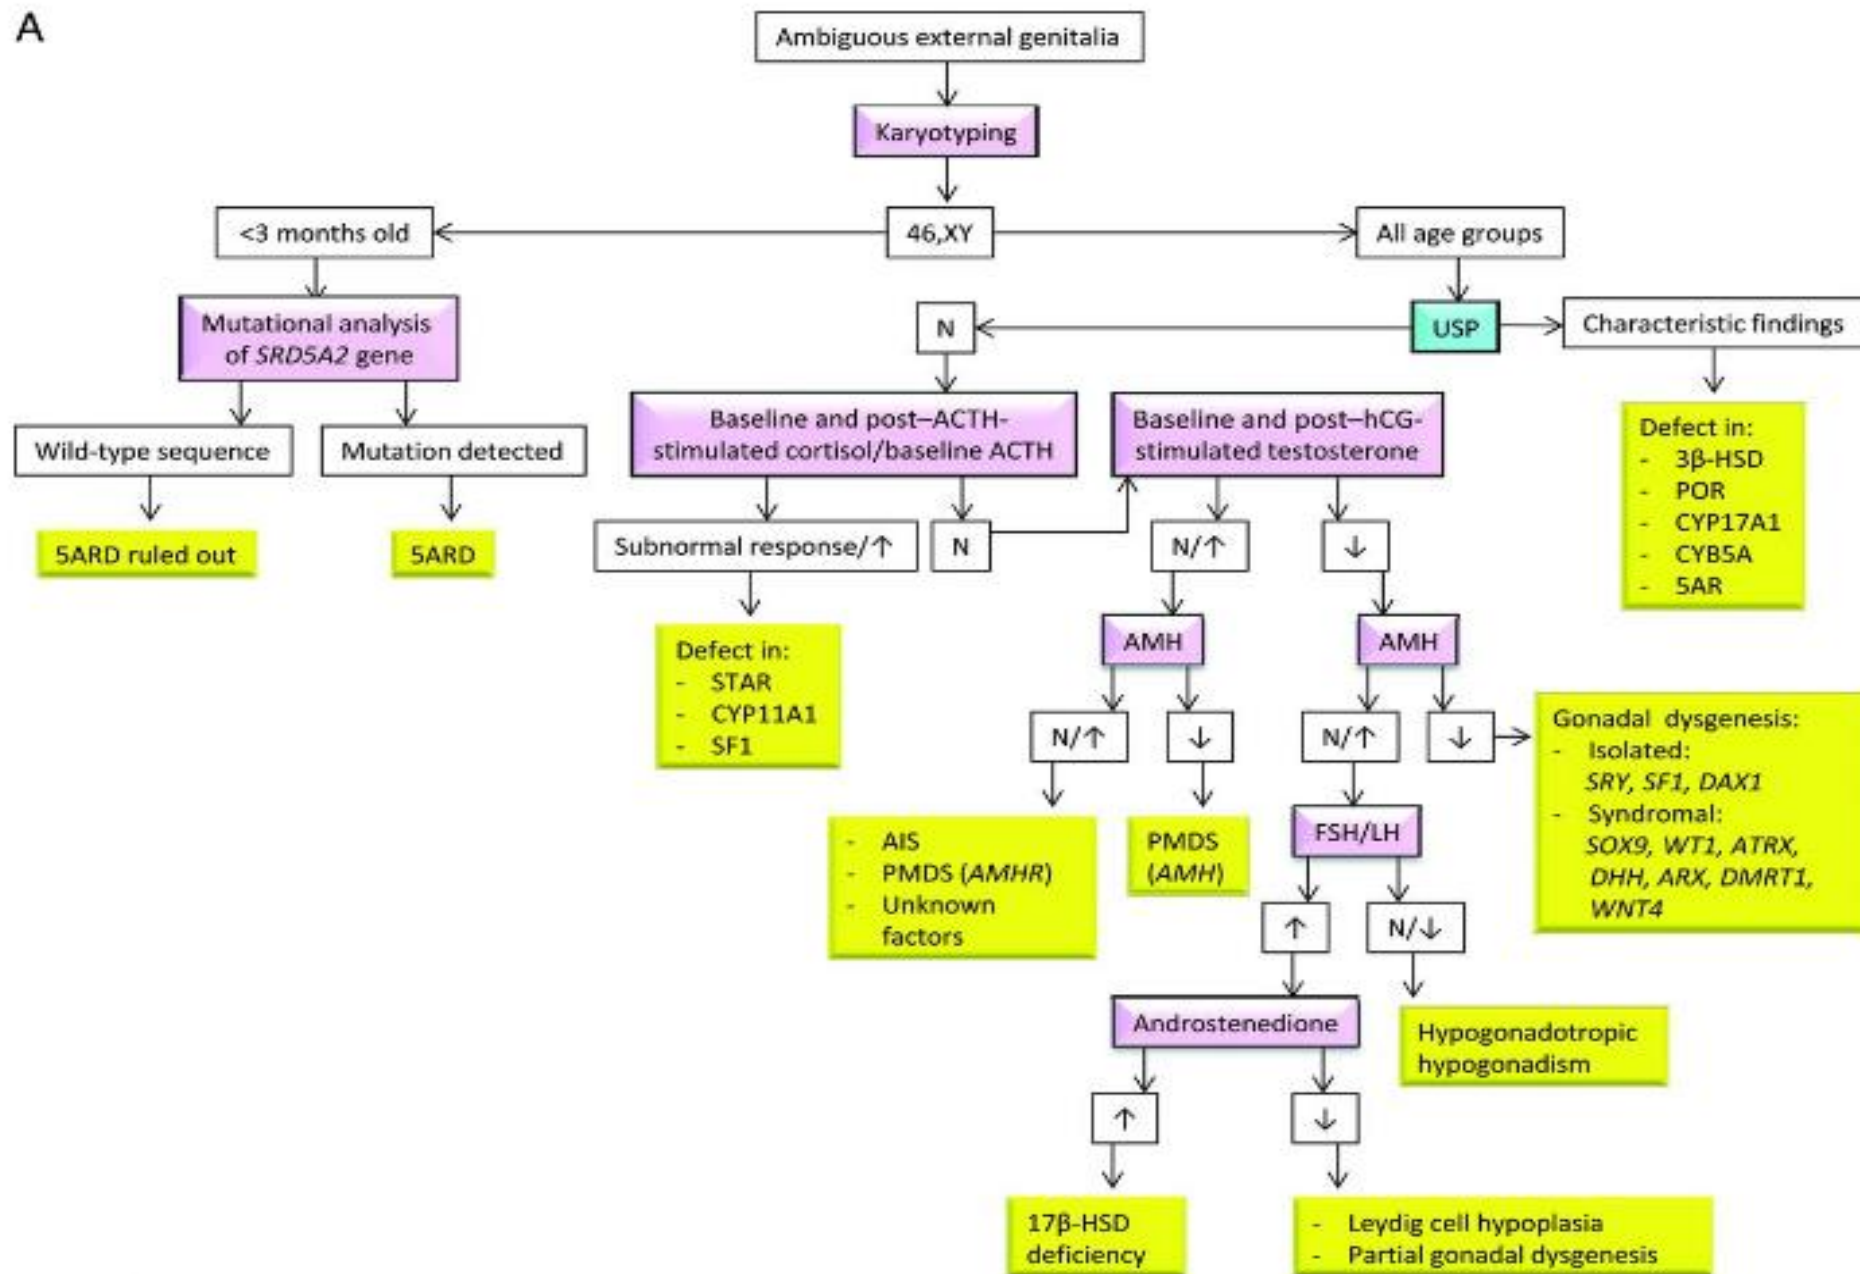 A
Ambiguous external genitalia
Karyotyping
<3 months old
46,XY
All age groups
Mutational analysis
of SRD5A2 gene
N
USP
Characteristic findings
Wild-type sequence
Mutation detected
Baseline and post–ACTH-
stimulated cortisol/baseline ACTH
Baseline and post–hCG-
stimulated testosterone
Defect in:
- 3β-HSD
- POR
- CYP17A1
- CYB5A
- 5AR
5ARD ruled out
5ARD
Subnormal response/↑
N
N/↑
↓
Defect in:
- STAR
- CYP11A1
- SF1
AMH
AMH
N/↑
↓
N/↑
↓
Gonadal dysgenesis:
- Isolated:
SRY, SF1, DAX1
- Syndromal:
SOX9, WT1, ATRX,
DHH, ARX, DMRT1,
WNT4
- AIS
- PMDS (AMHR)
- Unknown
factors
PMDS
(AMH)
FSH/LH
↑
N/↓
Androstenedione
Hypogonadotropic
hypogonadism
↑
↓
17β-HSD
deficiency
- Leydig cell hypoplasia
- Partial gonadal dysgenesis